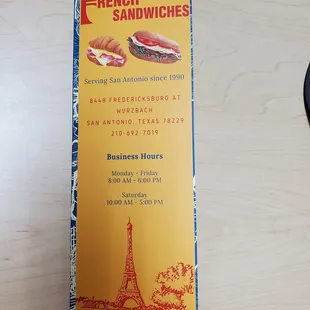 FRENCH
SANDWICHES
Serving San Antonio since 1990
8448 FREDERICKSBURG AT
WURZBACH
SAN ANTONIO, TEXAS 78229
210-692-7019
Business Hours
Monday - Friday
8:00 AM - 6:00 PM
Saturday
10:00 AM - 5:00 PM